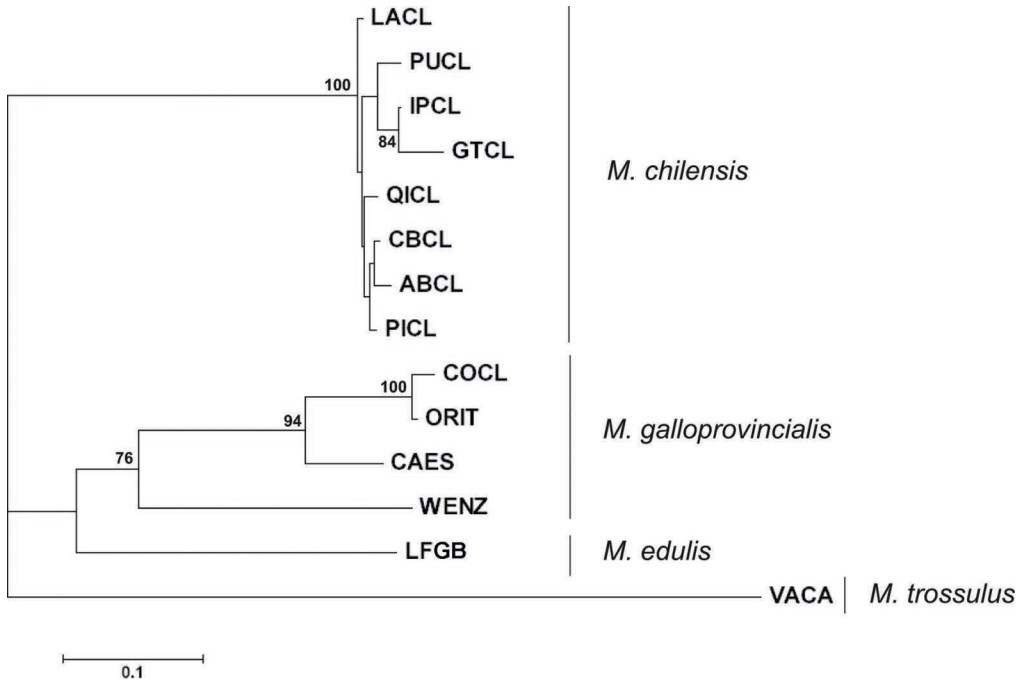 LACL
PUCL
100
IPCL
84
GTCL
M. chilensis
QICL
CBCL
ABCL
PICL
COCL
100
ORIT
94
M. galloprovincialis
76
CAES
WENZ
LFGB
M. edulis
VACA
M. trossulus
0.1